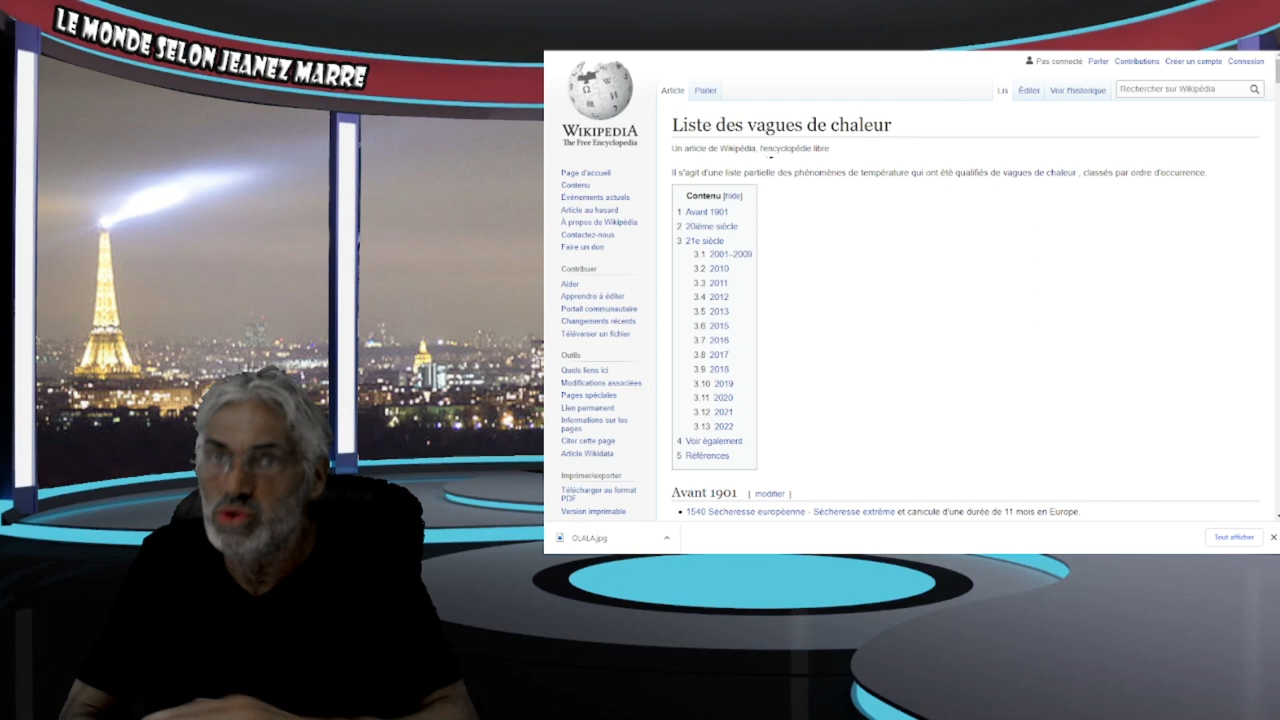 LE MONDE SELON JEANEZ MARRE
Pas connecté Parler Contributions Créer un compte Connexion
Article Parler Lis Éditer Voir l'historique Rechercher sur Wikipédia
WIKIPEDIA
The Free Encyclopedia
Liste des vagues de chaleur
Un article de Wikipédia, l'encyclopédie libre
Il s'agit d'une liste partielle des phénomènes de température qui ont été qualifiés de vagues de chaleur , classés par ordre d'occurrence.
Page d'accueil
Contenu
Événements actuels
Article au hasard
À propos de Wikipédia
Contactez-nous
Faire un don
Contribuer
Aider
Apprendre à éditer
Portail communautaire
Changements récents
Téléverser un fichier
Outils
Quels liens ici
Modifications associées
Pages spéciales
Lien permanent
Informations sur les
pages
Citer cette page
Article Wikidata
Imprimer/exporter
Télécharger au format
PDF
Version imprimable
Contenu [hide]
1 Avant 1901
2 20ième siècle
3 21e siècle
3.1 2001–2009
3.2 2010
3.3 2011
3.4 2012
3.5 2013
3.6 2015
3.7 2016
3.8 2017
3.9 2018
3.10 2019
3.11 2020
3.12 2021
3.13 2022
4 Voir également
5 Références
Avant 1901 [ modifier ]
• 1540 Sécheresse européenne - Sécheresse extrême et canicule d'une durée de 11 mois en Europe.
OLALA.jpg
Tout afficher